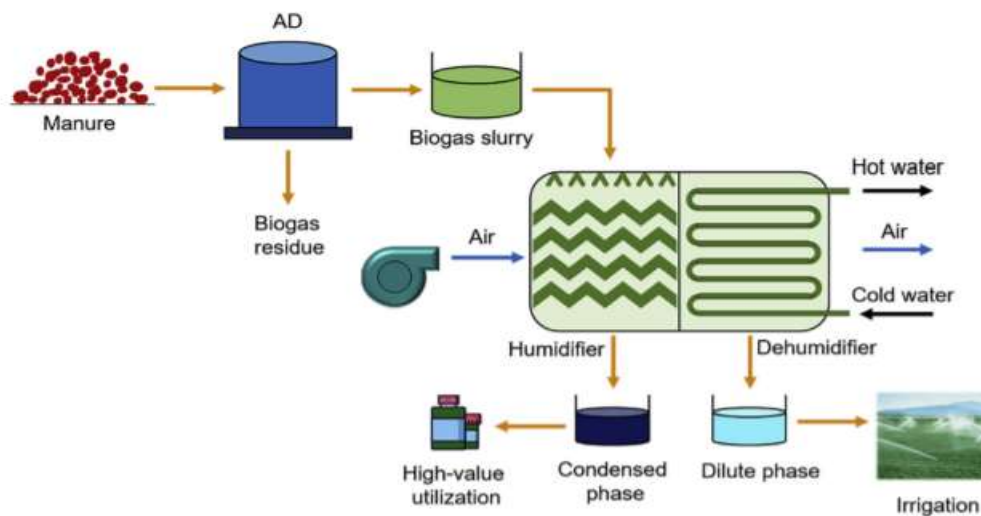 AD
Manure
Biogas slurry
Biogas
residue
Air
Hot water
Air
Cold water
Humidifier
Dehumidifier
High-value
utilization
Condensed
phase
Dilute phase
Irrigation